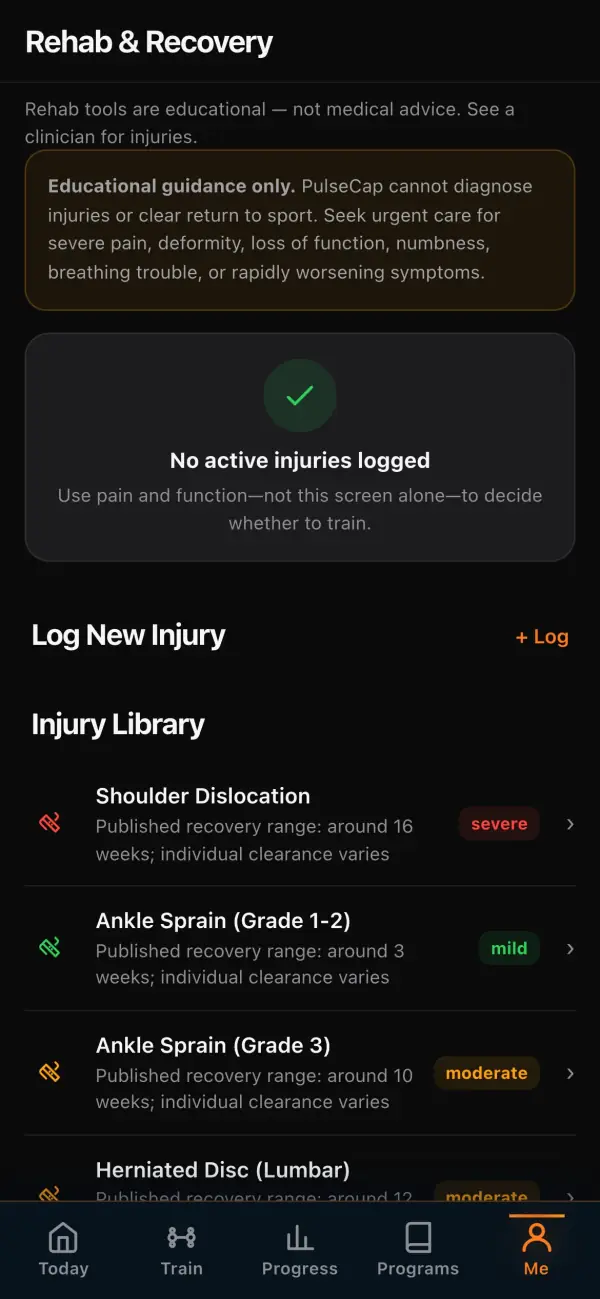 Rehab & Recovery
Rehab tools are educational — not medical advice. See a
clinician for injuries.
Educational guidance only. PulseCap cannot diagnose
injuries or clear return to sport. Seek urgent care for
severe pain, deformity, loss of function, numbness,
breathing trouble, or rapidly worsening symptoms.
No active injuries logged
Use pain and function—not this screen alone—to decide
whether to train.
Log New Injury
+ Log
Injury Library
Shoulder Dislocation
Published recovery range: around 16
weeks; individual clearance varies
severe
Ankle Sprain (Grade 1-2)
Published recovery range: around 3
weeks; individual clearance varies
mild
Ankle Sprain (Grade 3)
Published recovery range: around 10
weeks; individual clearance varies
moderate
Herniated Disc (Lumbar)
Published recovery range: around 12
moderate
Today
Train
Progress
Programs
Me